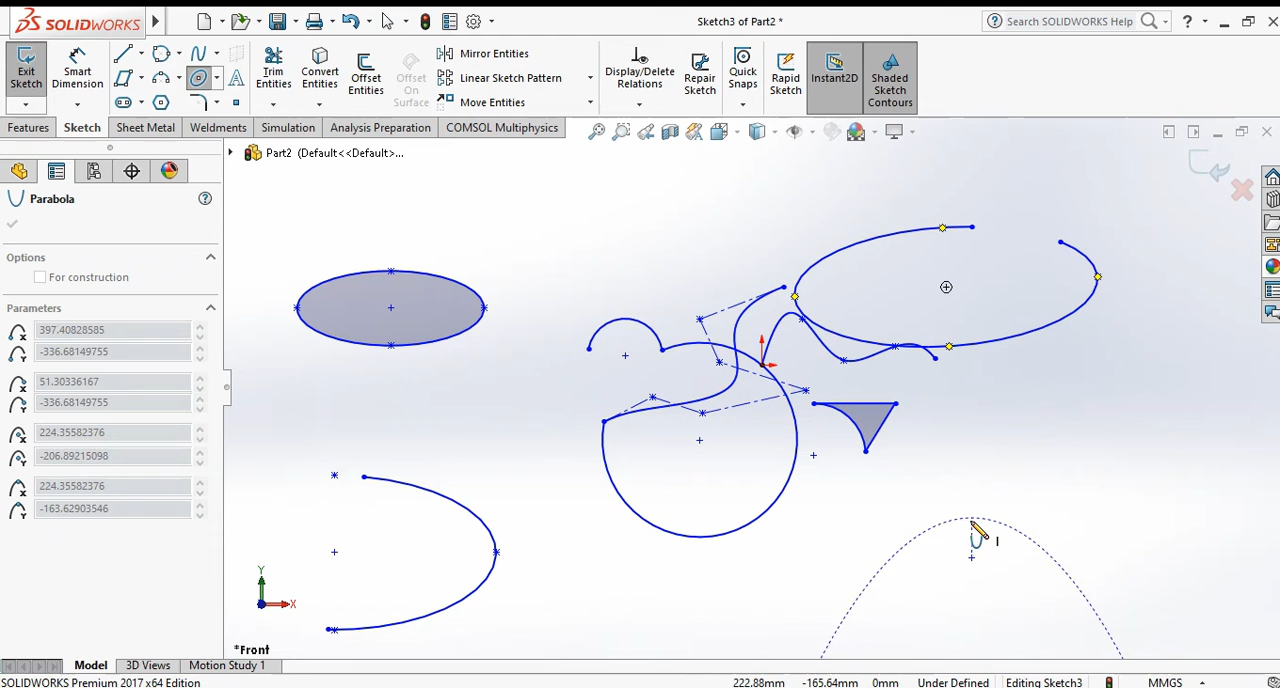 SOLIDWORKS
Sketch3 of Part2 *
Search SOLIDWORKS Help
?
Exit Sketch
Smart Dimension
Trim Entities
Convert Entities
Offset Entities
Offset On Surface
Mirror Entities
Linear Sketch Pattern
Move Entities
Display/Delete Relations
Repair Sketch
Quick Snaps
Rapid Sketch
Instant2D
Shaded Sketch Contours
Features
Sketch
Sheet Metal
Weldments
Simulation
Analysis Preparation
COMSOL Multiphysics
Part2 (Default<<Default>...
Parabola
?
Options
For construction
Parameters
397.40828585
-336.68149755
51.30336167
-336.68149755
224.35582376
-206.89215098
224.35582376
-163.62903546
Y
X
*Front
Model
3D Views
Motion Study 1
SOLIDWORKS Premium 2017 x64 Edition
222.88mm
-165.64mm
0mm
Under Defined
Editing Sketch3
MMGS